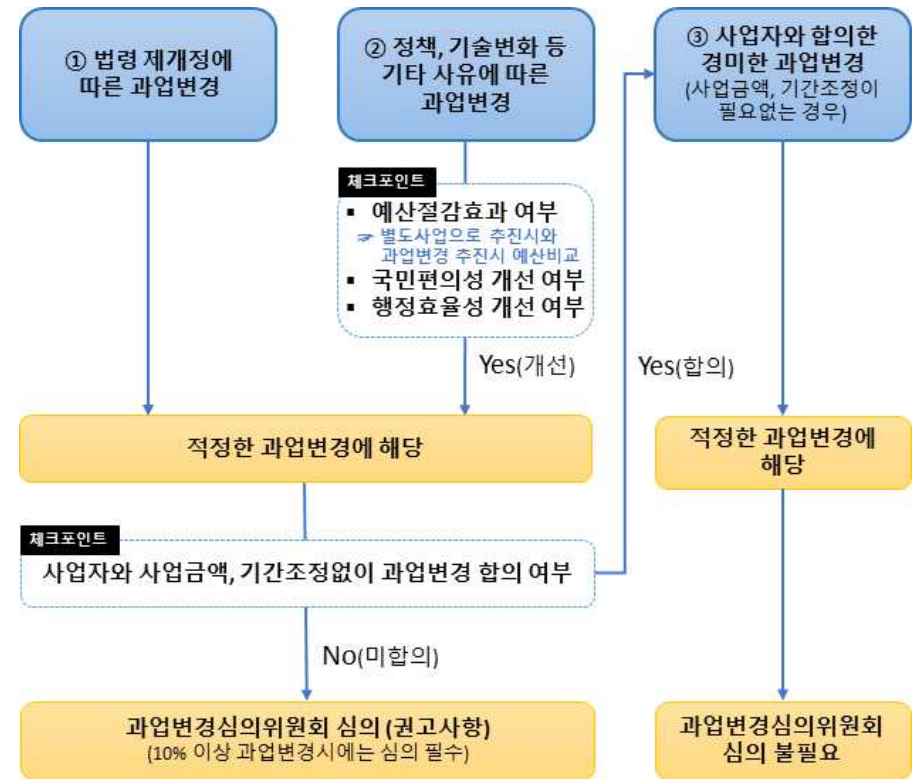 ① 법령 제개정에
따른 과업변경
② 정책, 기술변화 등
기타 사유에 따른
과업변경
③ 사업자와 합의한
경미한 과업변경
(사업금액, 기간조정이
필요없는 경우)
체크포인트
▪ 예산절감효과 여부
☞ 별도사업으로 추진시와
과업변경 추진시 예산비교
▪ 국민편의성 개선 여부
▪ 행정효율성 개선 여부
Yes(개선)
Yes(합의)
적정한 과업변경에 해당
적정한 과업변경에
해당
체크포인트
사업자와 사업금액, 기간조정없이 과업변경 합의 여부
No(미합의)
과업변경심의위원회 심의 (권고사항)
(10% 이상 과업변경시에는 심의 필수)
과업변경심의위원회
심의 불필요